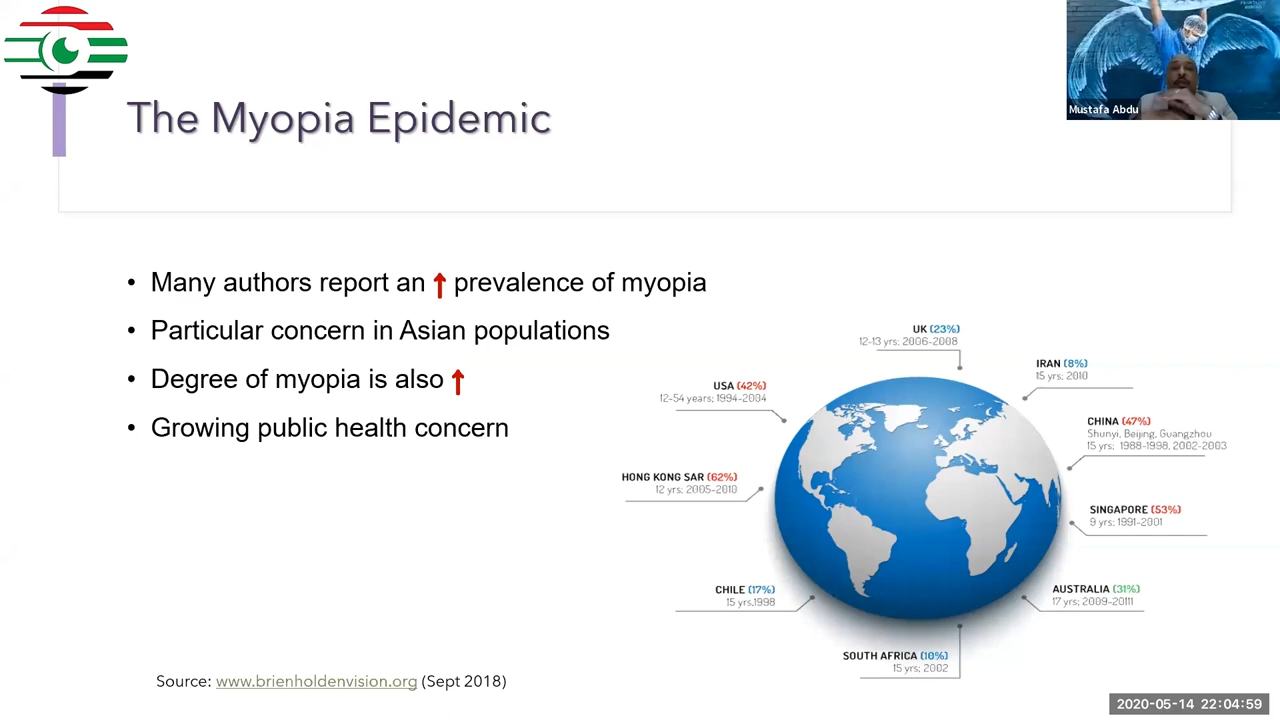 Mustafa Abdu
The Myopia Epidemic
• Many authors report an ↑ prevalence of myopia
• Particular concern in Asian populations
• Degree of myopia is also ↑
• Growing public health concern
UK (23%)
12-13 yrs; 2006-2008
IRAN (8%)
15 yrs; 2010
USA (42%)
12-54 years; 1994-2004
CHINA (47%)
Shunyi, Beijing, Guangzhou
15 yrs; 1988-1998, 2002-2003
HONG KONG SAR (62%)
12 yrs; 2005-2010
SINGAPORE (53%)
9 yrs; 1991-2001
CHILE (17%)
15 yrs,1998
AUSTRALIA (31%)
17 yrs; 2009-20111
SOUTH AFRICA (10%)
15 yrs; 2002
Source: www.brienholdenvision.org (Sept 2018)
2020-05-14 22:04:59